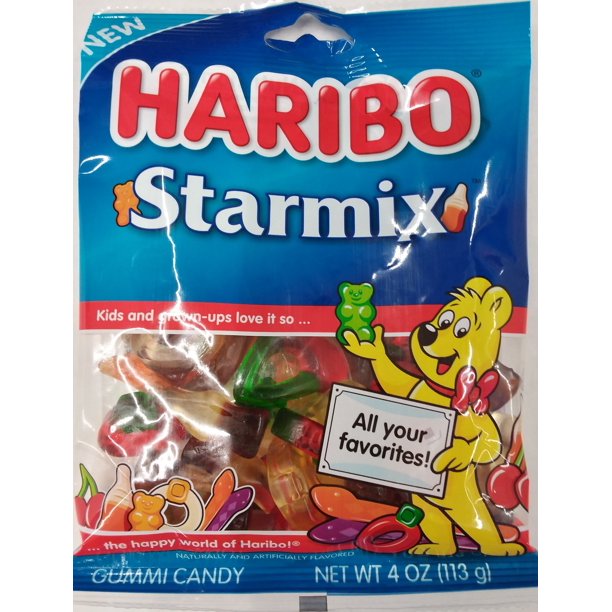 NEW
HARIBO®
Starmix™
Kids and grown-ups love it so ...
All your
favorites!
... the happy world of Haribo!®
NATURALLY AND ARTIFICIALLY FLAVORED
GUMMI CANDY NET WT 4 OZ (113 g)